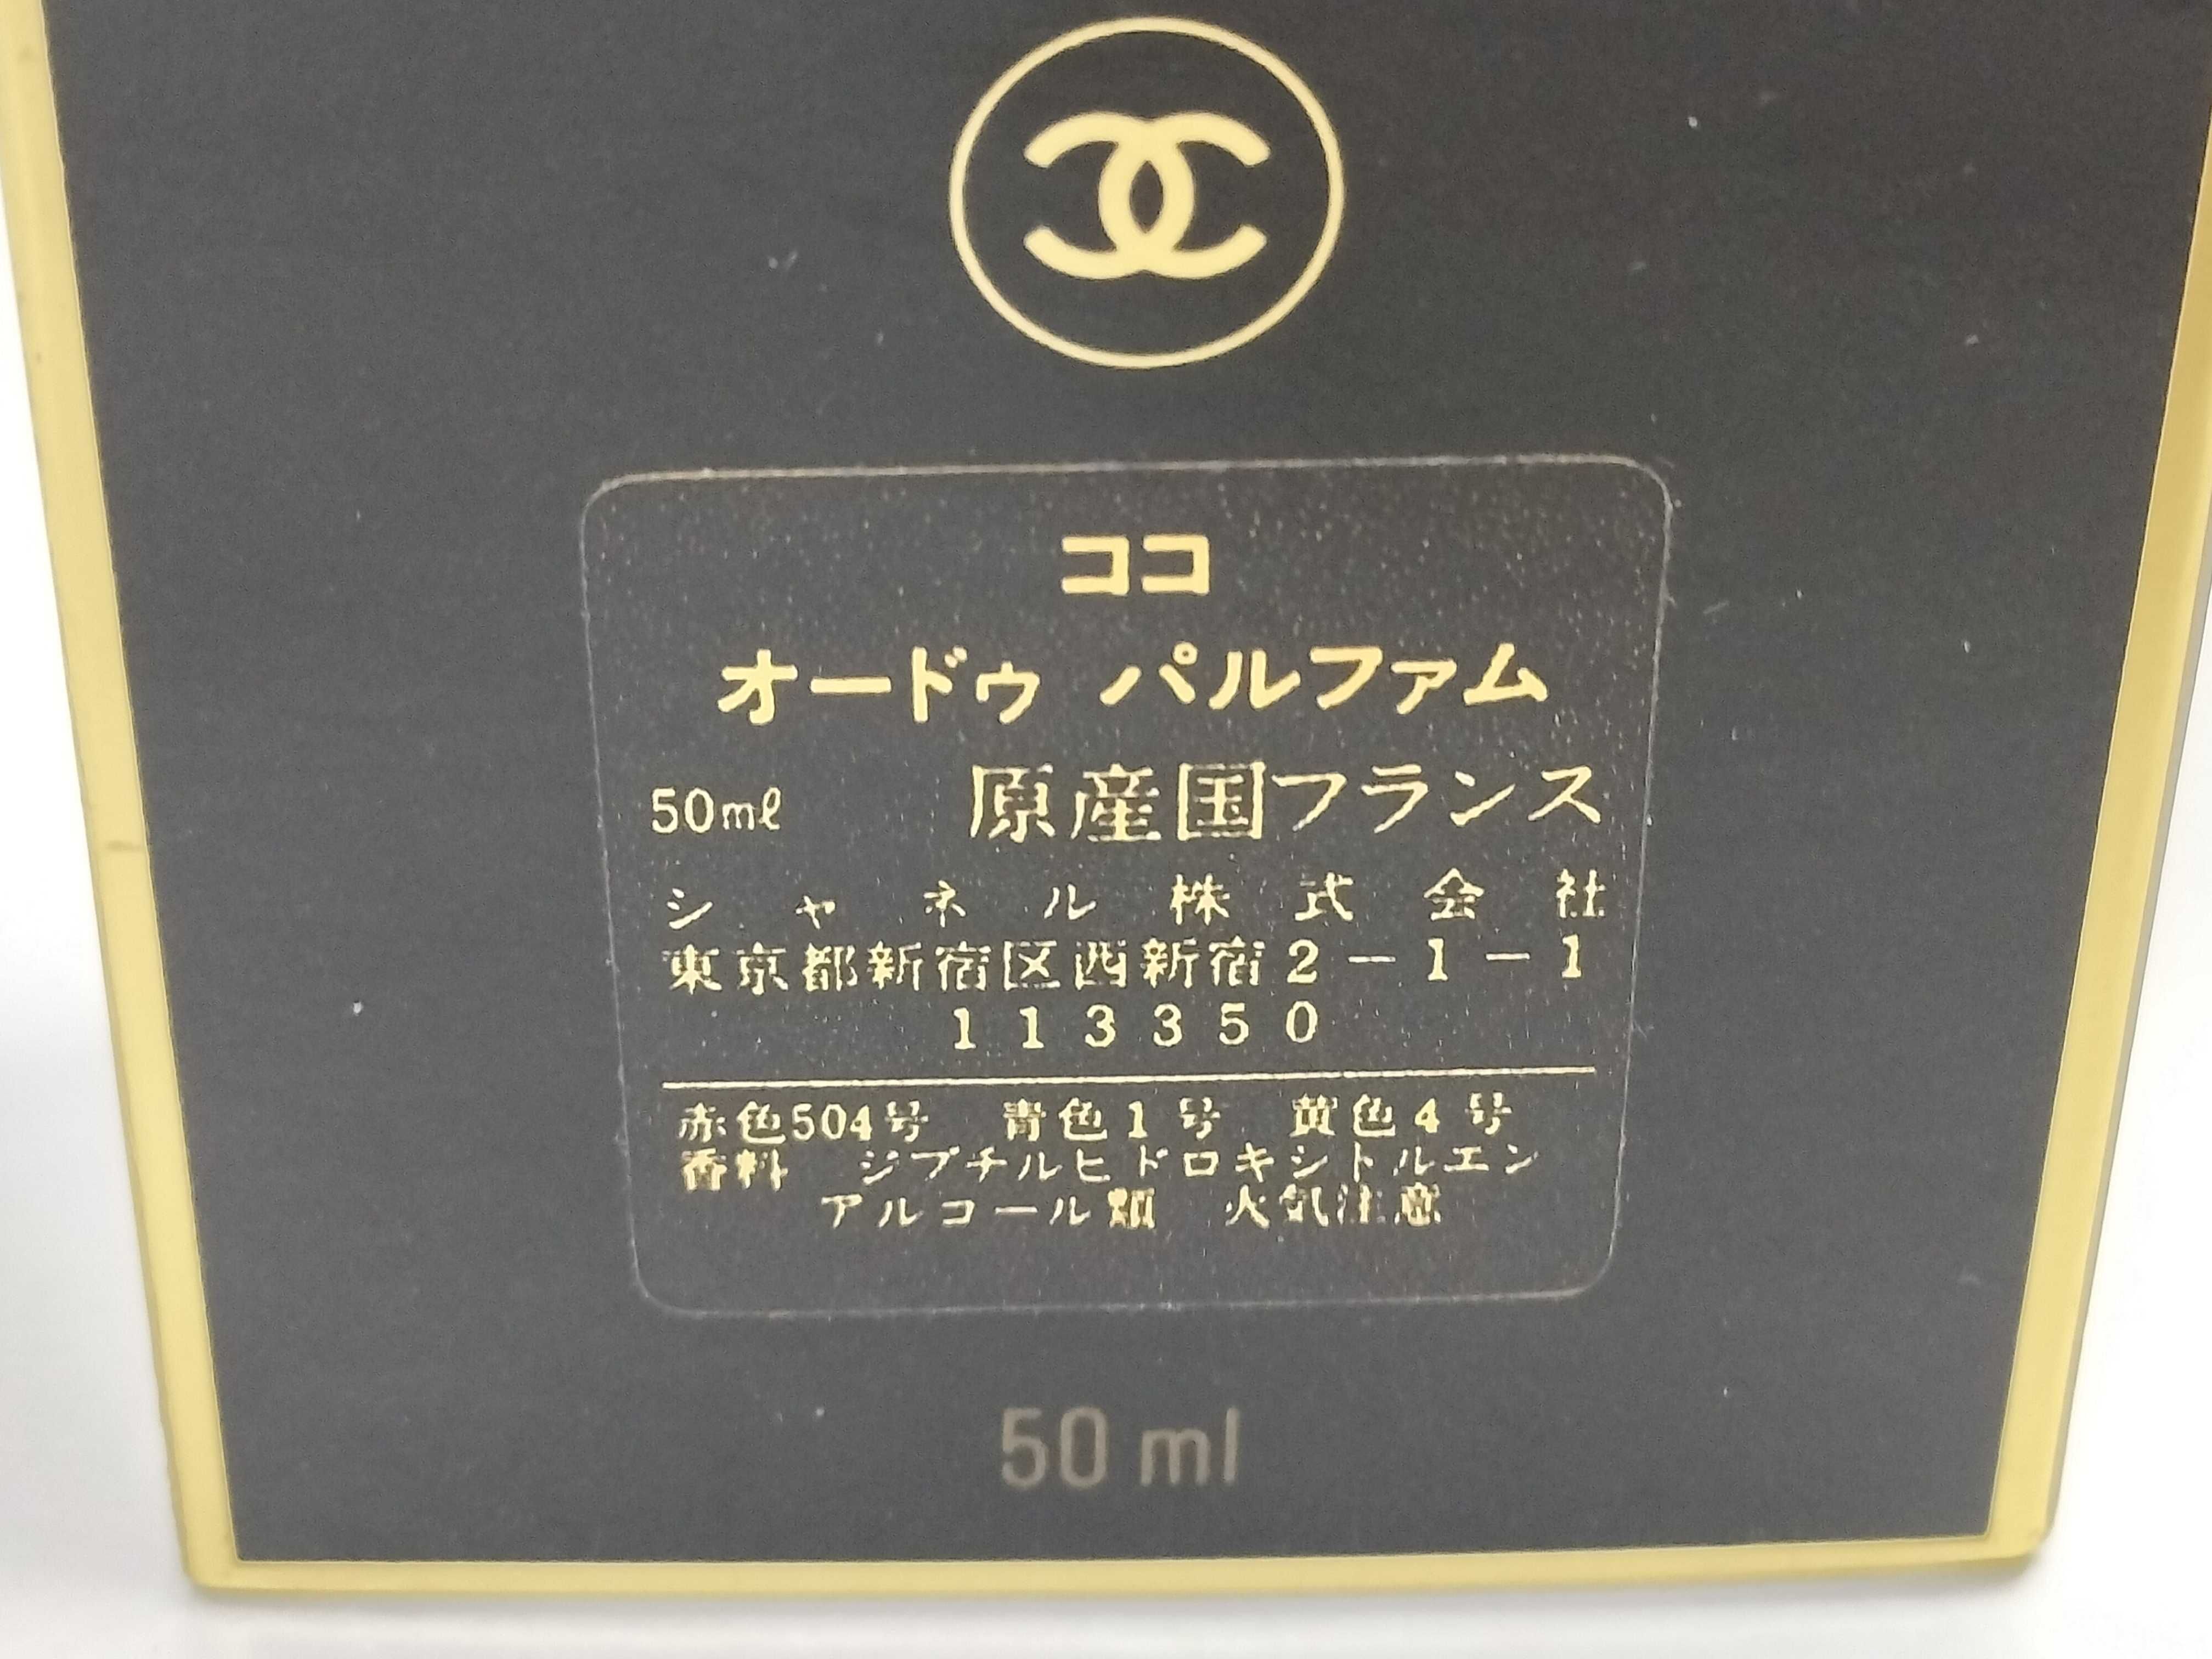 ココ
オードゥ パルファム
50mℓ 原産国フランス
シャネル株式会社
東京都新宿区西新宿2-1-1
113350
赤色504号 青色1号 黄色4号
香料 ジブチルヒドロキシトルエン
アルコール類 火気注意
50 ml